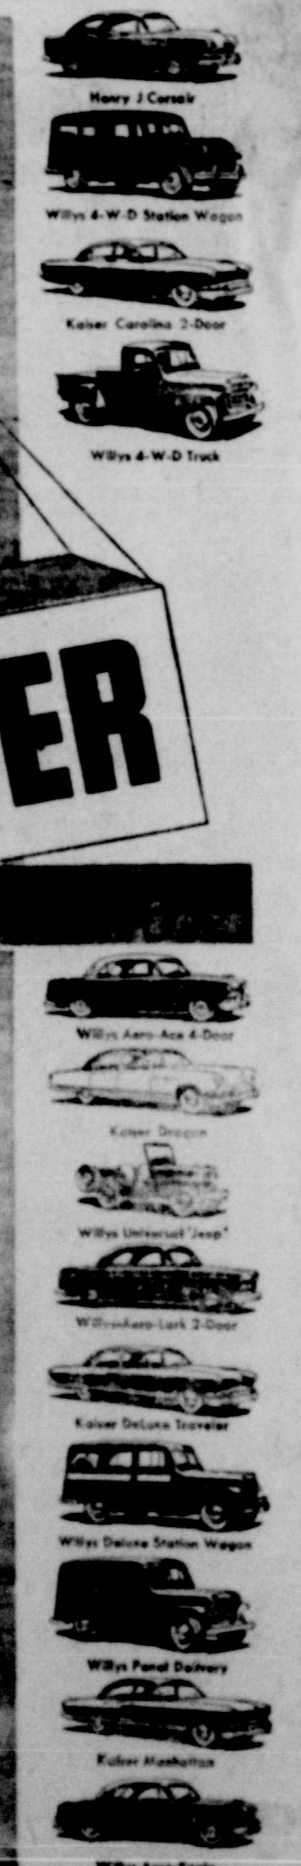 Henry J Corsair
Willys 4-W-D Station Wagon
Kaiser Carolina 2-Door
Willys 4-W-D Truck
ER
Willys Aero-Ace 4-Door
Kaiser Dragon
Willys Universal "Jeep"
Willys Aero-Lark 2-Door
Kaiser DeLuxe Traveler
Willys Deluxe Station Wagon
Willys Panel Delivery
Kaiser Manhattan
Willys Aero